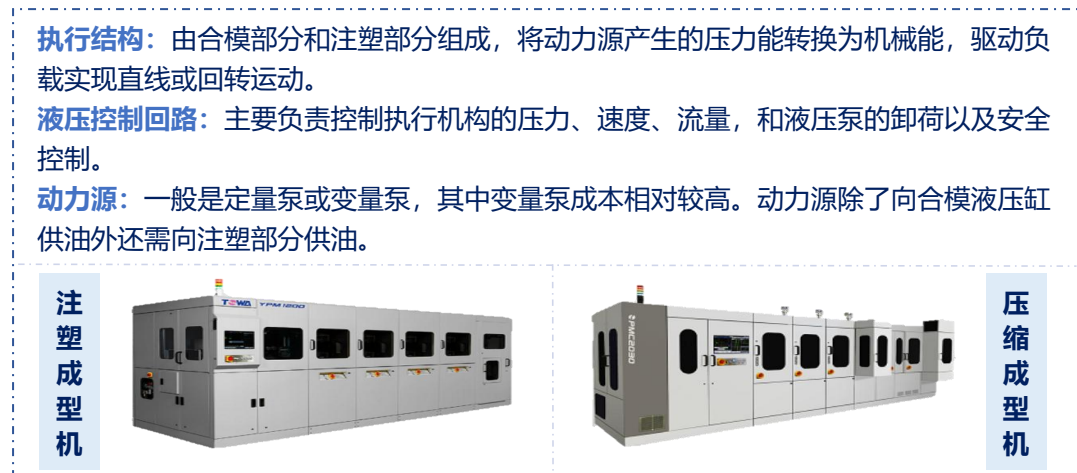 执行结构：由合模部分和注塑部分组成，将动力源产生的压力能转换为机械能，驱动负
载实现直线或回转运动。
液压控制回路：主要负责控制执行机构的压力、速度、流量，和液压泵的卸荷以及安全
控制。
动力源：一般是定量泵或变量泵，其中变量泵成本相对较高。动力源除了向合模液压缸
供油外还需向注塑部分供油。
注塑成型机
TOWA YPM1200
PMC2030
压缩成型机